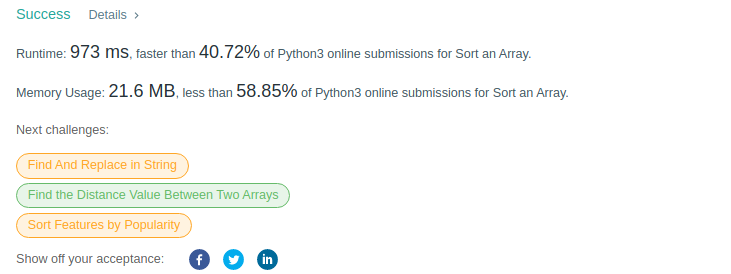 Success Details >
Runtime: 973 ms, faster than 40.72% of Python3 online submissions for Sort an Array.
Memory Usage: 21.6 MB, less than 58.85% of Python3 online submissions for Sort an Array.
Next challenges:
Find And Replace in String
Find the Distance Value Between Two Arrays
Sort Features by Popularity
Show off your acceptance: